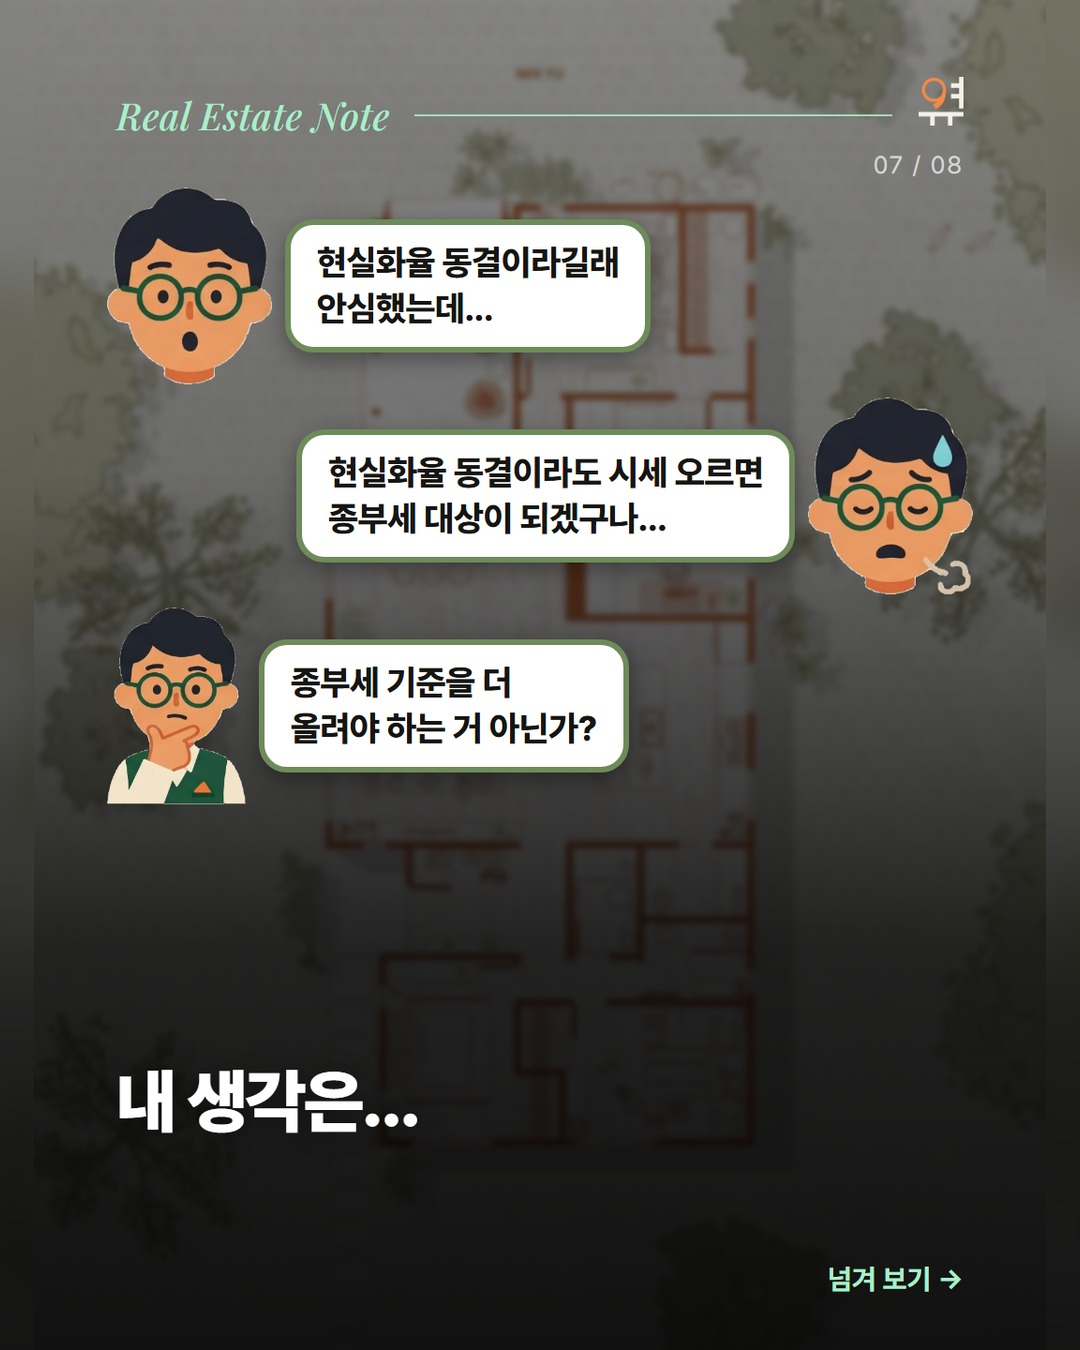 Real Estate Note
07 / 08
현실화율 동결이라길래
안심했는데...
현실화율 동결이라도 시세 오르면
종부세 대상이 되겠구나...
종부세 기준을 더
올려야 하는 거 아닌가?
내 생각은...
넘겨 보기 →